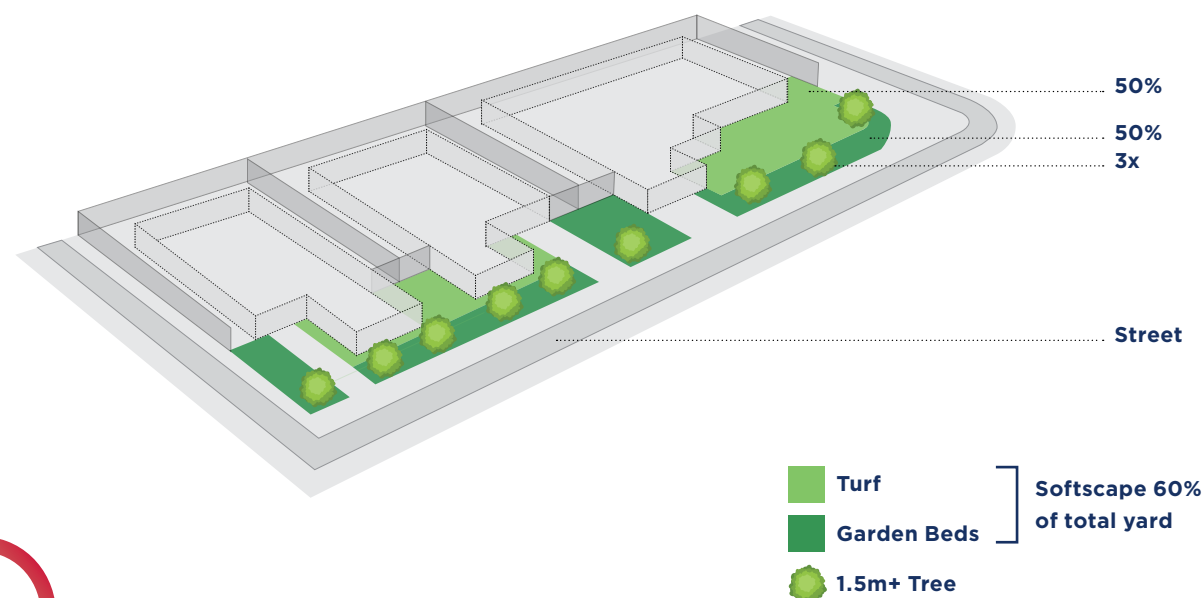 50%
50%
3x
Street
Turf
Garden Beds
Softscape 60%
of total yard
1.5m+ Tree